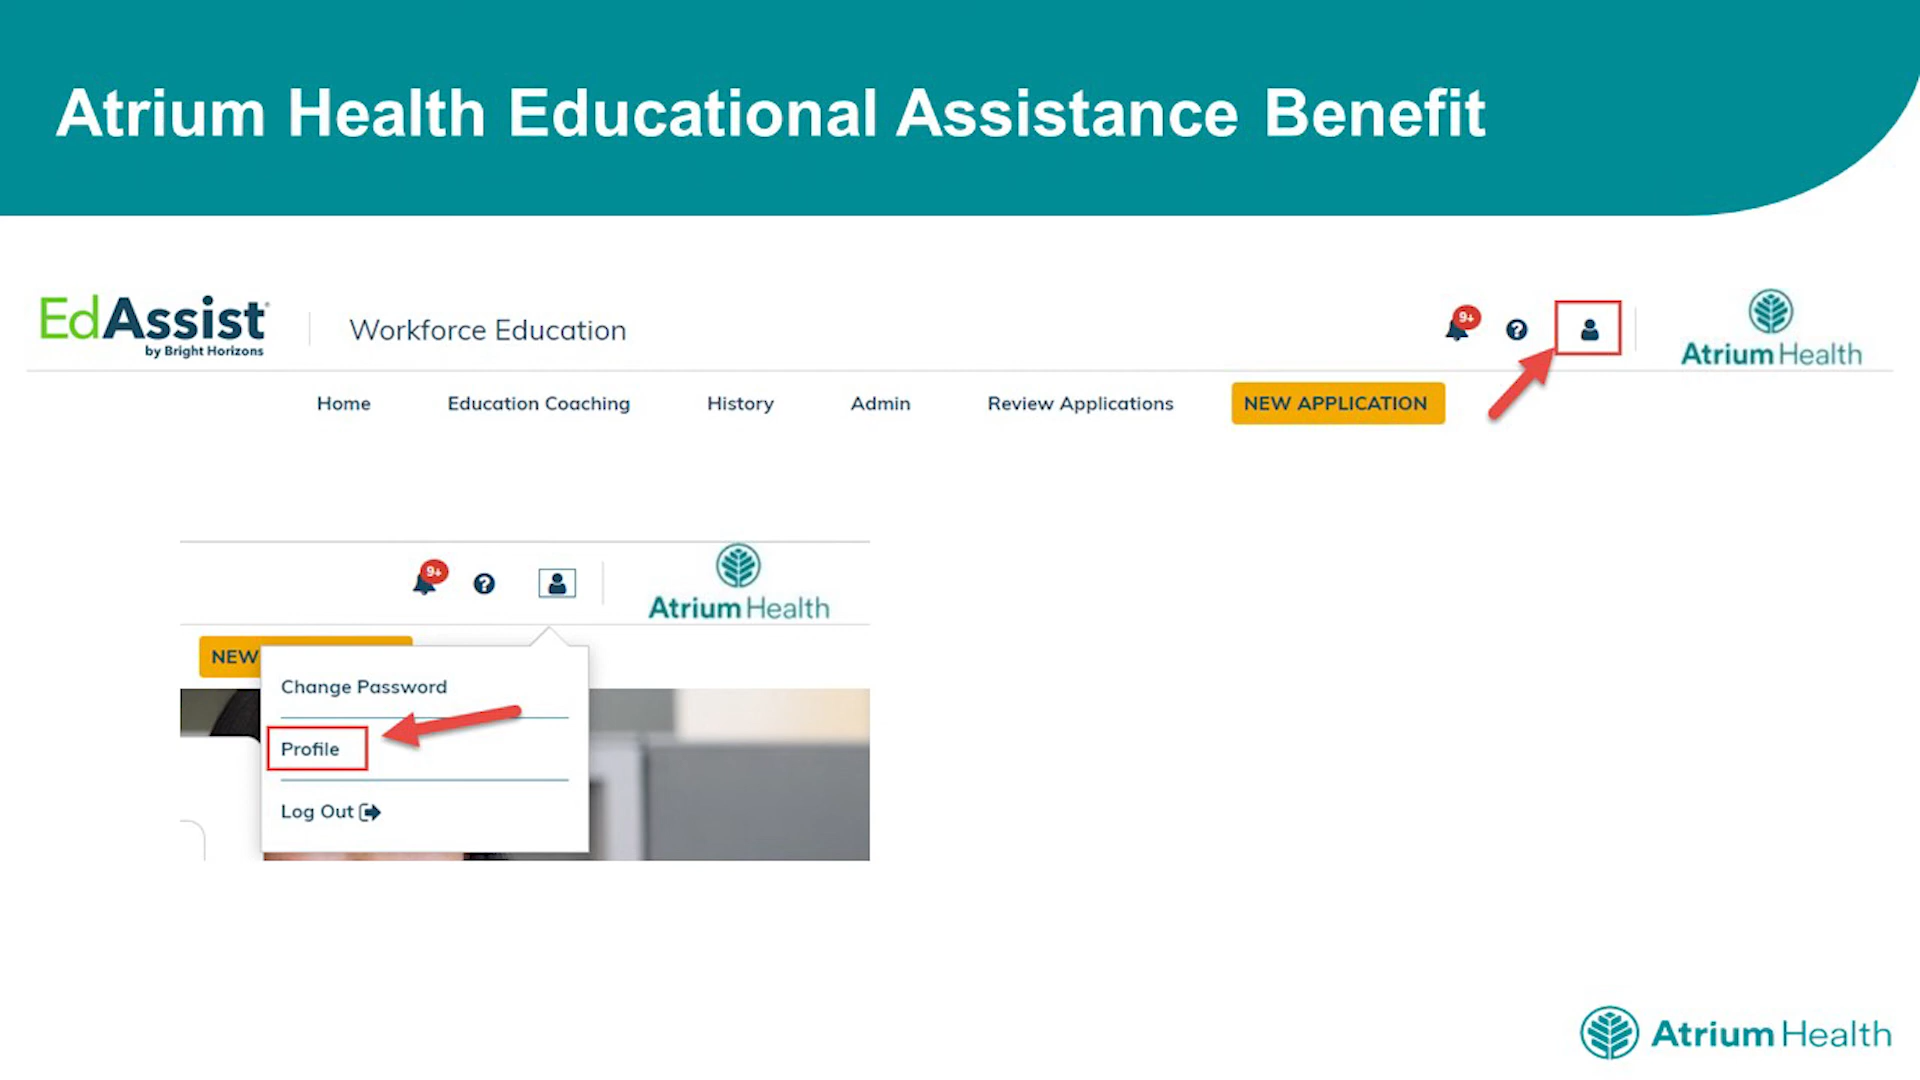 Atrium Health Educational Assistance Benefit
EdAssist®
by Bright Horizons
Workforce Education
9+
?
Atrium Health
Home
Education Coaching
History
Admin
Review Applications
NEW APPLICATION
9+
?
Atrium Health
NEW
Change Password
Profile
Log Out
Atrium Health